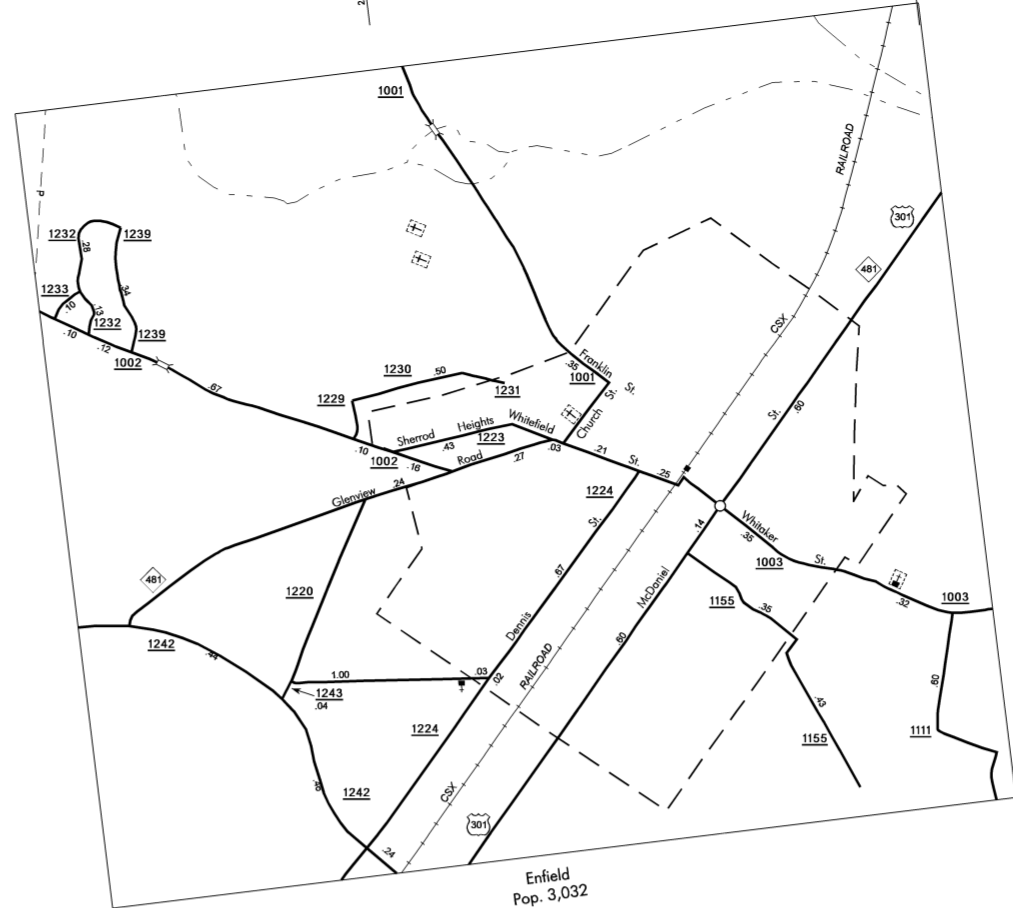 2
1001
RAILROAD
301
P
1232
1239
.28
481
1233
.34
.10
.13
1232
CSX
.10
1239
.12
1002
Franklin
.35
1230
.50
.67
1001
St.
1231
St.
1229
St.
.60
Church
Whitefield
Heights
Sherrod
1223
.43
.10
.03
.21
St.
1002
.16
Road
.27
.25
.24
1224
Glenview
St.
Whitaker
.14
.35
St.
1003
481
1220
.67
McDaniel
1155
.35
.32
1003
Dennis
1242
.44
.60
RAILROAD
1.00
.03
.02
.60
1243
.04
.43
1224
1155
1111
.46
1242
CSX
301
.24
Enfield
Pop. 3,032